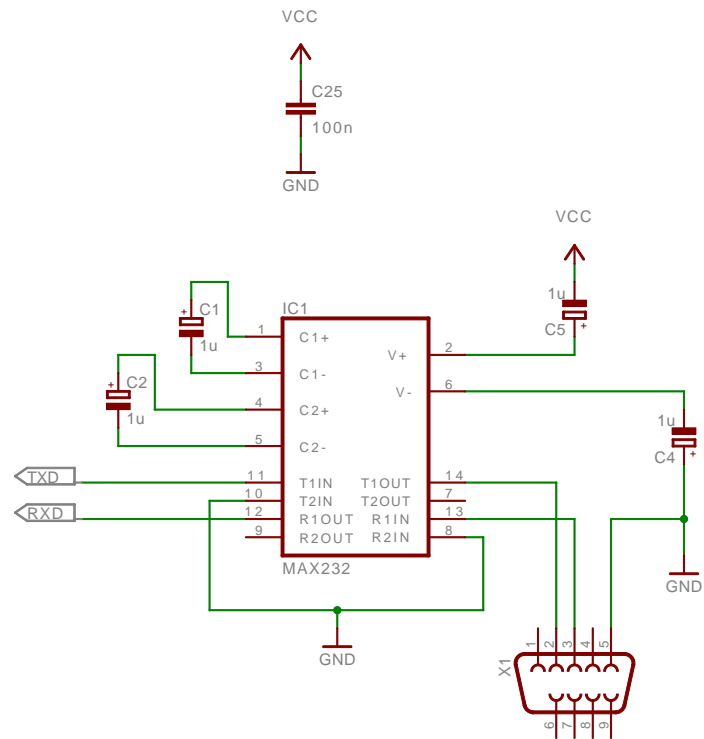 VCC
C25
100n
GND
VCC
1u
C5
+
IC1
+
C1
1u
1
C1+
3
C1-
V+
2
+
C2
1u
4
C2+
V-
6
5
C2-
1u
C4
+
TXD
11
T1IN
T1OUT
14
10
T2IN
T2OUT
7
RXD
12
R1OUT
R1IN
13
9
R2OUT
R2IN
8
MAX232
GND
GND
X1
1
2
3
4
5
6
7
8
9